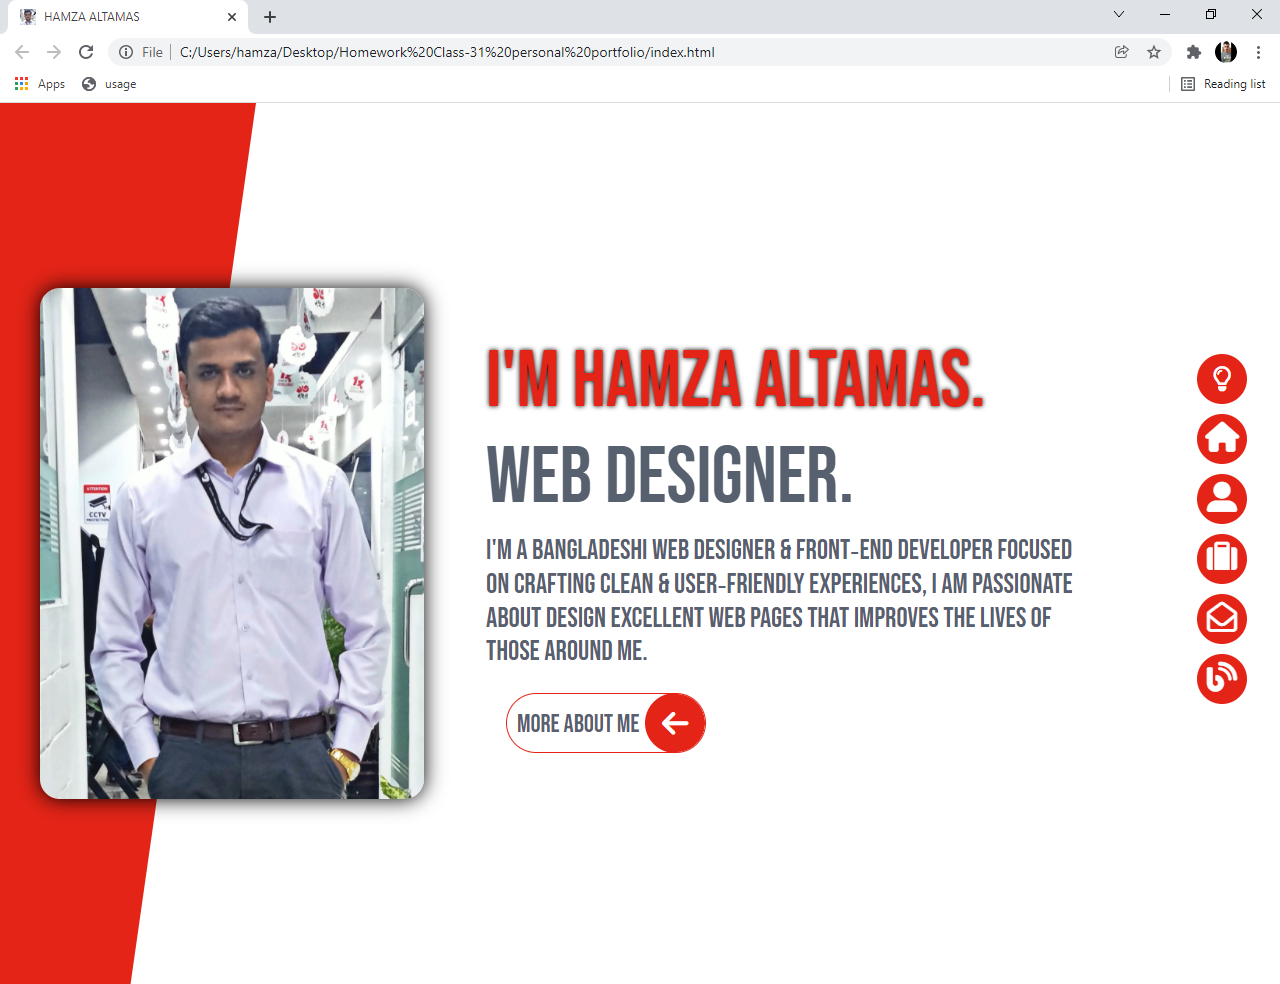 HAMZA ALTAMAS
File
C:/Users/hamza/Desktop/Homework%20Class-31%20personal%20portfolio/index.html
Apps
usage
Reading list
ATTENTION
CCTV
I'M HAMZA ALTAMAS.
WEB DESIGNER.
I'M A BANGLADESHI WEB DESIGNER & FRONT-END DEVELOPER FOCUSED
ON CRAFTING CLEAN & USER-FRIENDLY EXPERIENCES, I AM PASSIONATE
ABOUT DESIGN EXCELLENT WEB PAGES THAT IMPROVES THE LIVES OF
THOSE AROUND ME.
MORE ABOUT ME